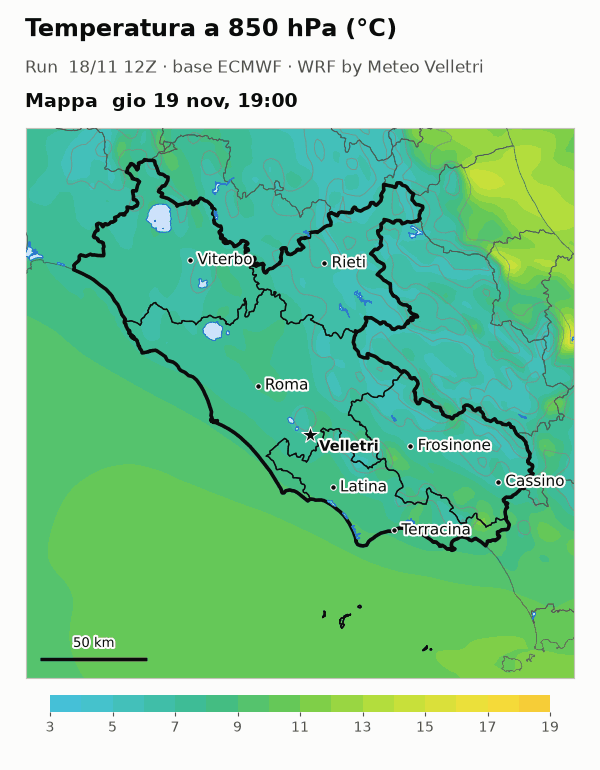 Temperatura a 850 hPa (°C)
Run  18/11 12Z · base ECMWF · WRF by Meteo Velletri
Mappa  gio 19 nov, 19:00
Viterbo
Rieti
Roma
Velletri
Frosinone
Cassino
Latina
Terracina
50 km
3 5 7 9 11 13 15 17 19